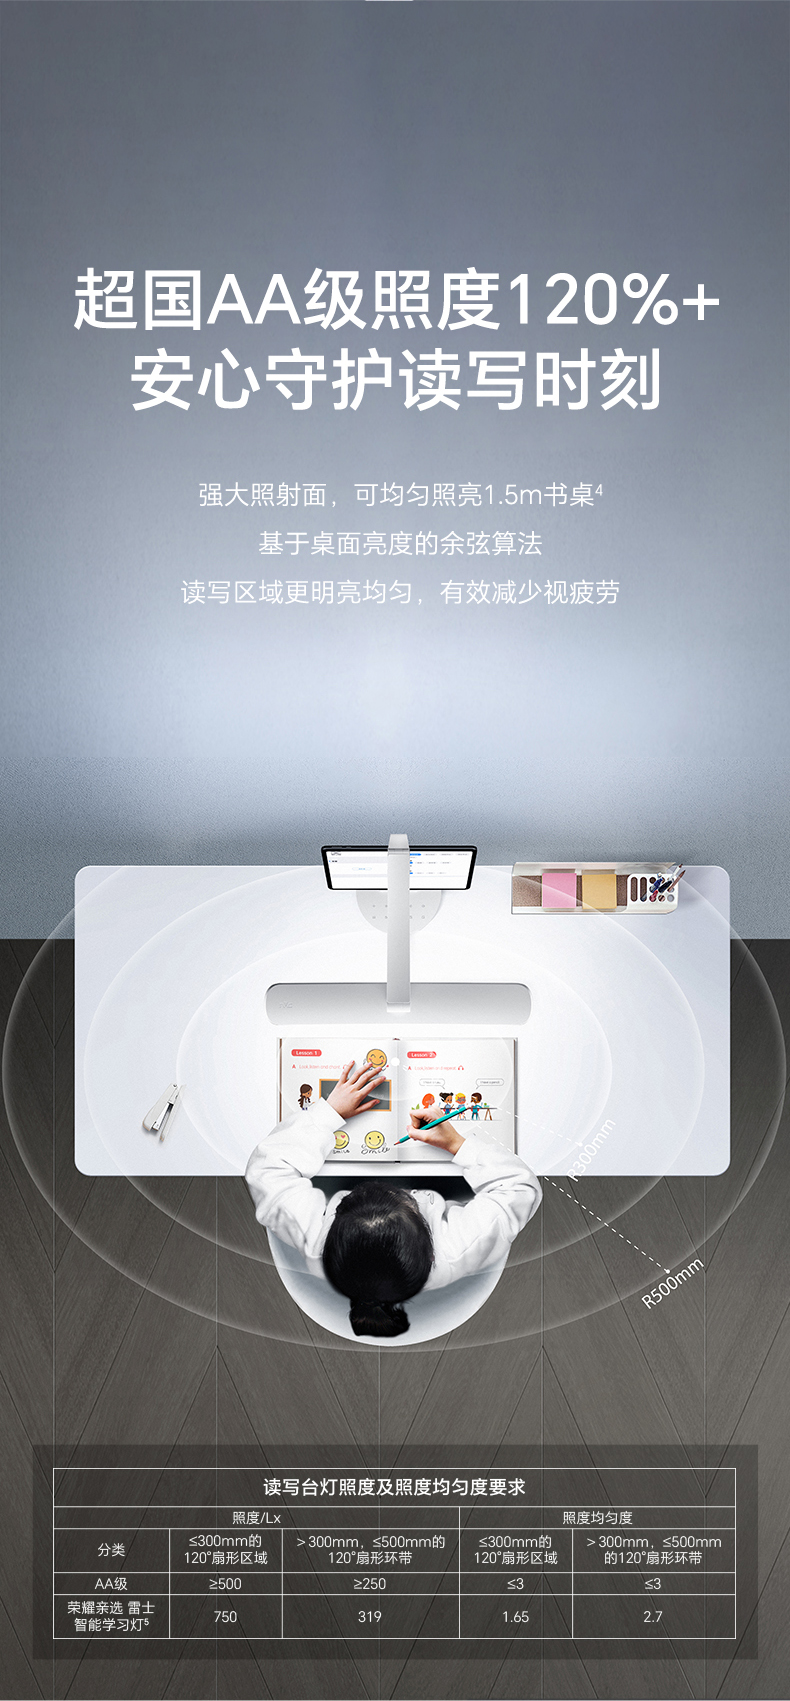 超国AA级照度120%+
安心守护读写时刻
强大照射面，可均匀照亮1.5m书桌4
基于桌面亮度的余弦算法
读写区域更明亮均匀，有效减少视疲劳
Lesson 1
Lesson 2
Smile
R300mm
R500mm
读写台灯照度及照度均匀度要求
照度/Lx 照度均匀度
分类 ≤300mm的 120°扇形区域 >300mm，≤500mm的 120°扇形环带 ≤300mm的 120°扇形区域 >300mm，≤500mm 的120°扇形环带
AA级 ≥500 ≥250 ≤3 ≤3
荣耀亲选 雷士 智能学习灯5 750 319 1.65 2.7